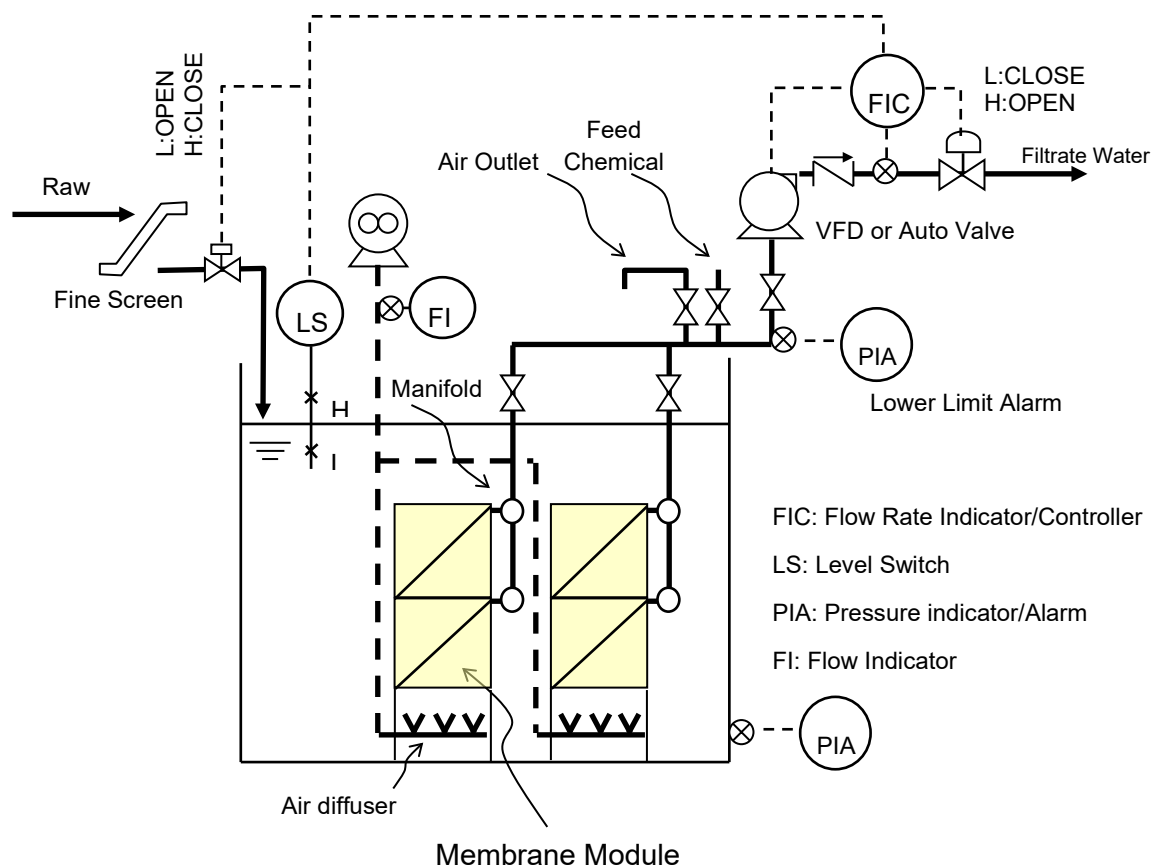 L:OPEN
H:CLOSE
FIC
L:CLOSE
H:OPEN
Feed
Chemical
Air Outlet
Filtrate Water
Raw
VFD or Auto Valve
Fine Screen
LS
FI
PIA
Manifold
H
Lower Limit Alarm
I
FIC: Flow Rate Indicator/Controller
LS: Level Switch
PIA: Pressure indicator/Alarm
FI: Flow Indicator
PIA
Air diffuser
Membrane Module